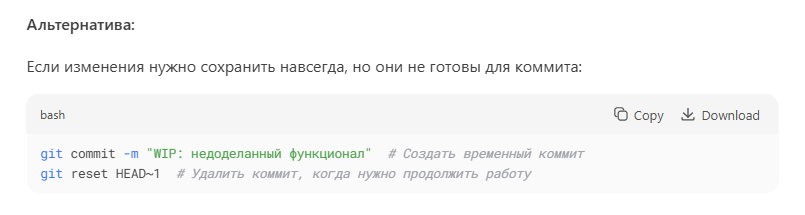 Альтернатива:
Если изменения нужно сохранить навсегда, но они не готовы для коммита:
bash Copy Download
git commit -m "WIP: недоделанный функционал"  # Создать временный коммит
git reset HEAD~1  # Удалить коммит, когда нужно продолжить работу